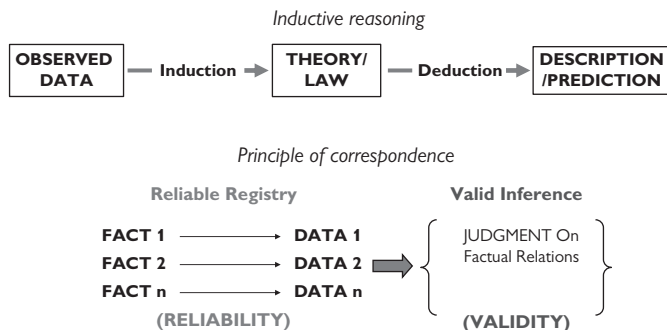 Inductive reasoning
OBSERVED DATA Induction THEORY/ LAW Deduction DESCRIPTION /PREDICTION
Principle of correspondence
Reliable Registry Valid Inference
FACT 1 DATA 1 JUDGMENT On
FACT 2 DATA 2 Factual Relations
FACT n DATA n
(RELIABILITY) (VALIDITY)